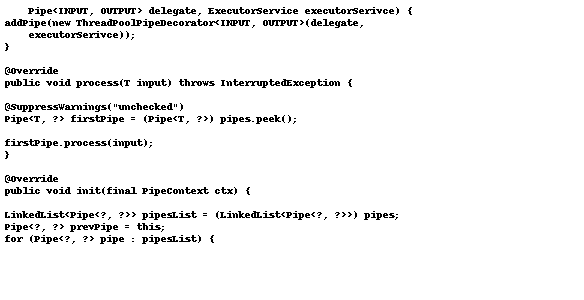 Pipe<INPUT, OUTPUT> delegate, ExecutorService executorSerivce) {
addPipe(new ThreadPoolPipeDecorator<INPUT, OUTPUT>(delegate,
executorSerivce));
}
@Override
public void process(T input) throws InterruptedException {
@SuppressWarnings("unchecked")
Pipe<T, ?> firstPipe = (Pipe<T, ?>) pipes.peek();
firstPipe.process(input);
}
@Override
public void init(final PipeContext ctx) {
LinkedList<Pipe<?, ?>> pipesList = (LinkedList<Pipe<?, ?>>) pipes;
Pipe<?, ?> prevPipe = this;
for (Pipe<?, ?> pipe : pipesList) {